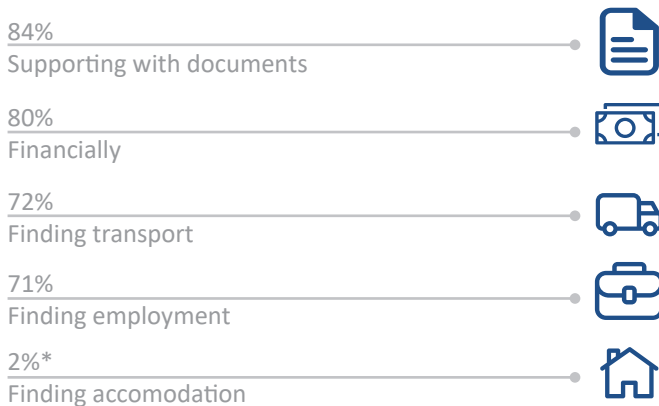 84%
Supporting with documents
80%
Financially
72%
Finding transport
71%
Finding employment
2%*
Finding accomodation